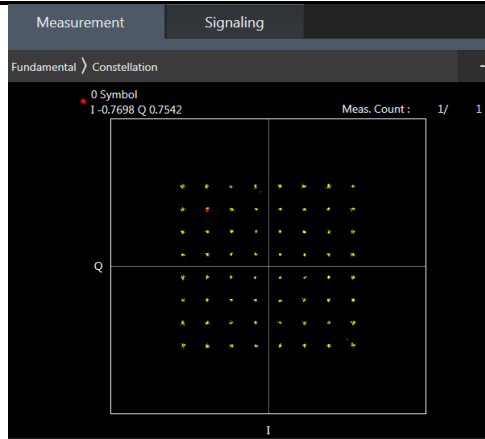 Measurement Signaling
Fundamental 〉 Constellation
0 Symbol
I -0.7698 Q 0.7542 Meas. Count : 1/ 1
Q
I